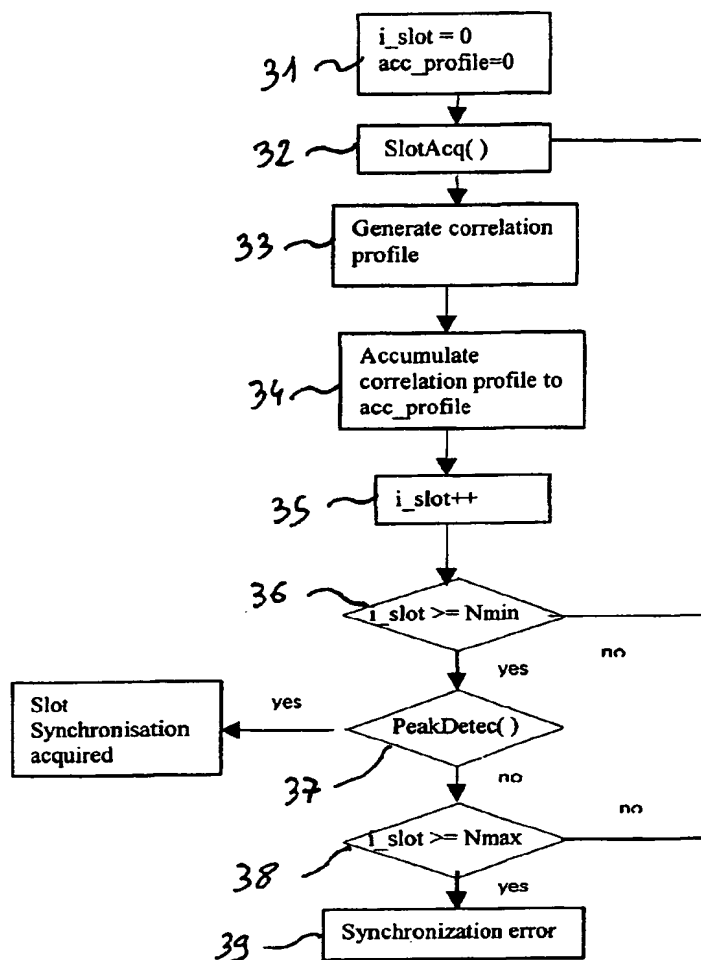 31
i_slot = 0
acc_profile=0
32
SlotAcq( )
33
Generate correlation
profile
34
Accumulate
correlation profile to
acc_profile
35
i_slot++
36
i_slot >= Nmin
no
yes
Slot
Synchronisation
acquired
yes
PeakDetec( )
37
no
no
i_slot >= Nmax
38
yes
39
Synchronization error